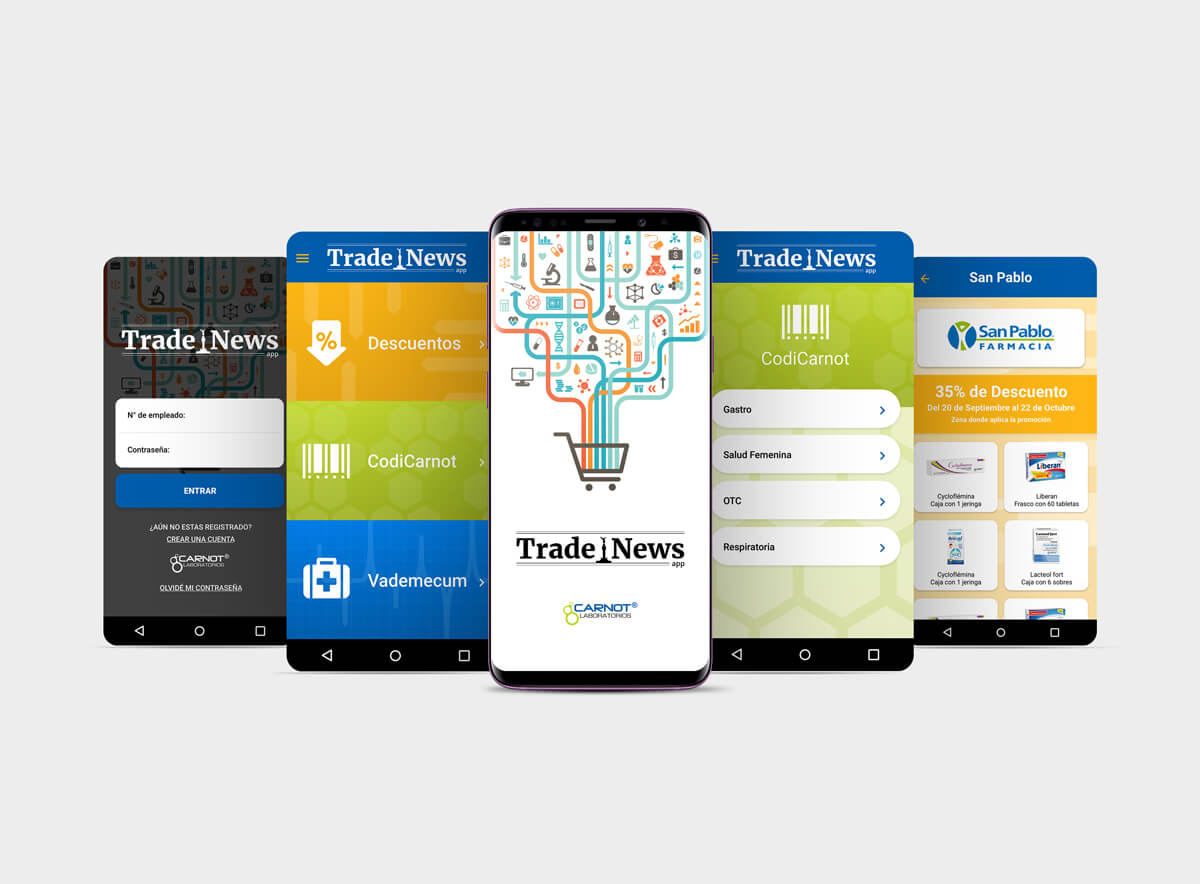 Trade News
app
N° de empleado:
Contraseña:
ENTRAR
¿AÚN NO ESTAS REGISTRADO?
CREAR UNA CUENTA
CARNOT®
LABORATORIOS
OLVIDÉ MI CONTRASEÑA
Trade News
app
%
Descuentos
CodiCarnot
Vademecum
Trade News
app
CARNOT®
LABORATORIOS
Trade News
app
CodiCarnot
Gastro
Salud Femenina
OTC
Respiratoria
San Pablo
San Pablo.
FARMACIA
35% de Descuento
Del 20 de Septiembre al 22 de Octubre
Zona donde aplica la promoción
Cycloflémina
Caja con 1 jeringa
Liberan
Liberan
Frasco con 60 tabletas
Cycloflémina
Caja con 1 jeringa
Lacteol fort
Caja con 6 sobres